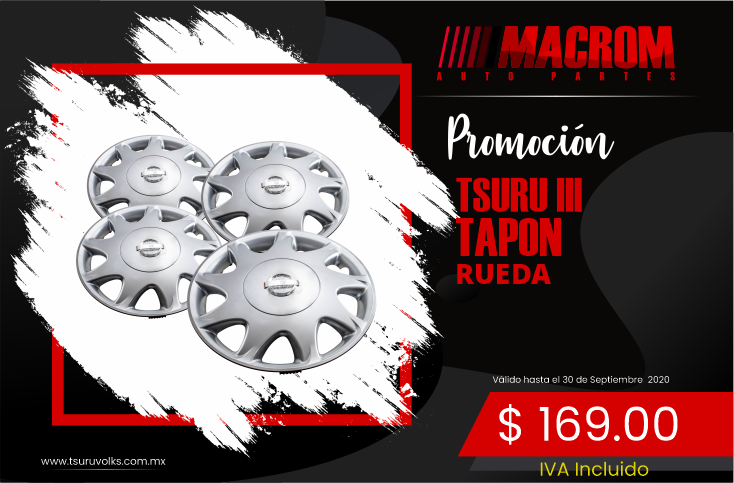 MACROM
AUTO PARTES
Promoción
TSURU III
TAPON
RUEDA
Válido hasta el 30 de Septiembre 2020
$ 169.00
IVA Incluido
www.tsuruvolks.com.mx